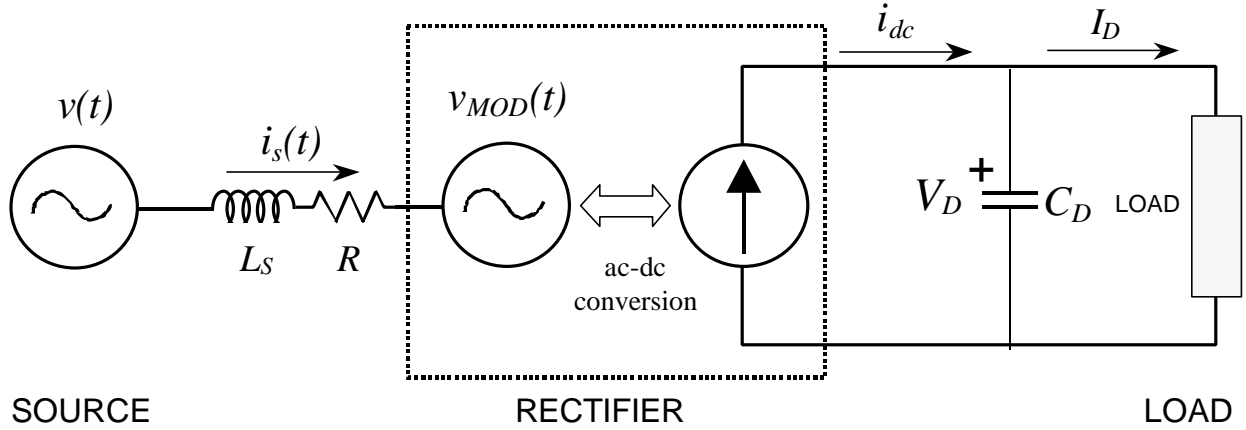 i_dc
I_D
v(t)
v_MOD(t)
i_s(t)
+
V_D
C_D
LOAD
L_S
R
ac-dc
conversion
SOURCE
RECTIFIER
LOAD